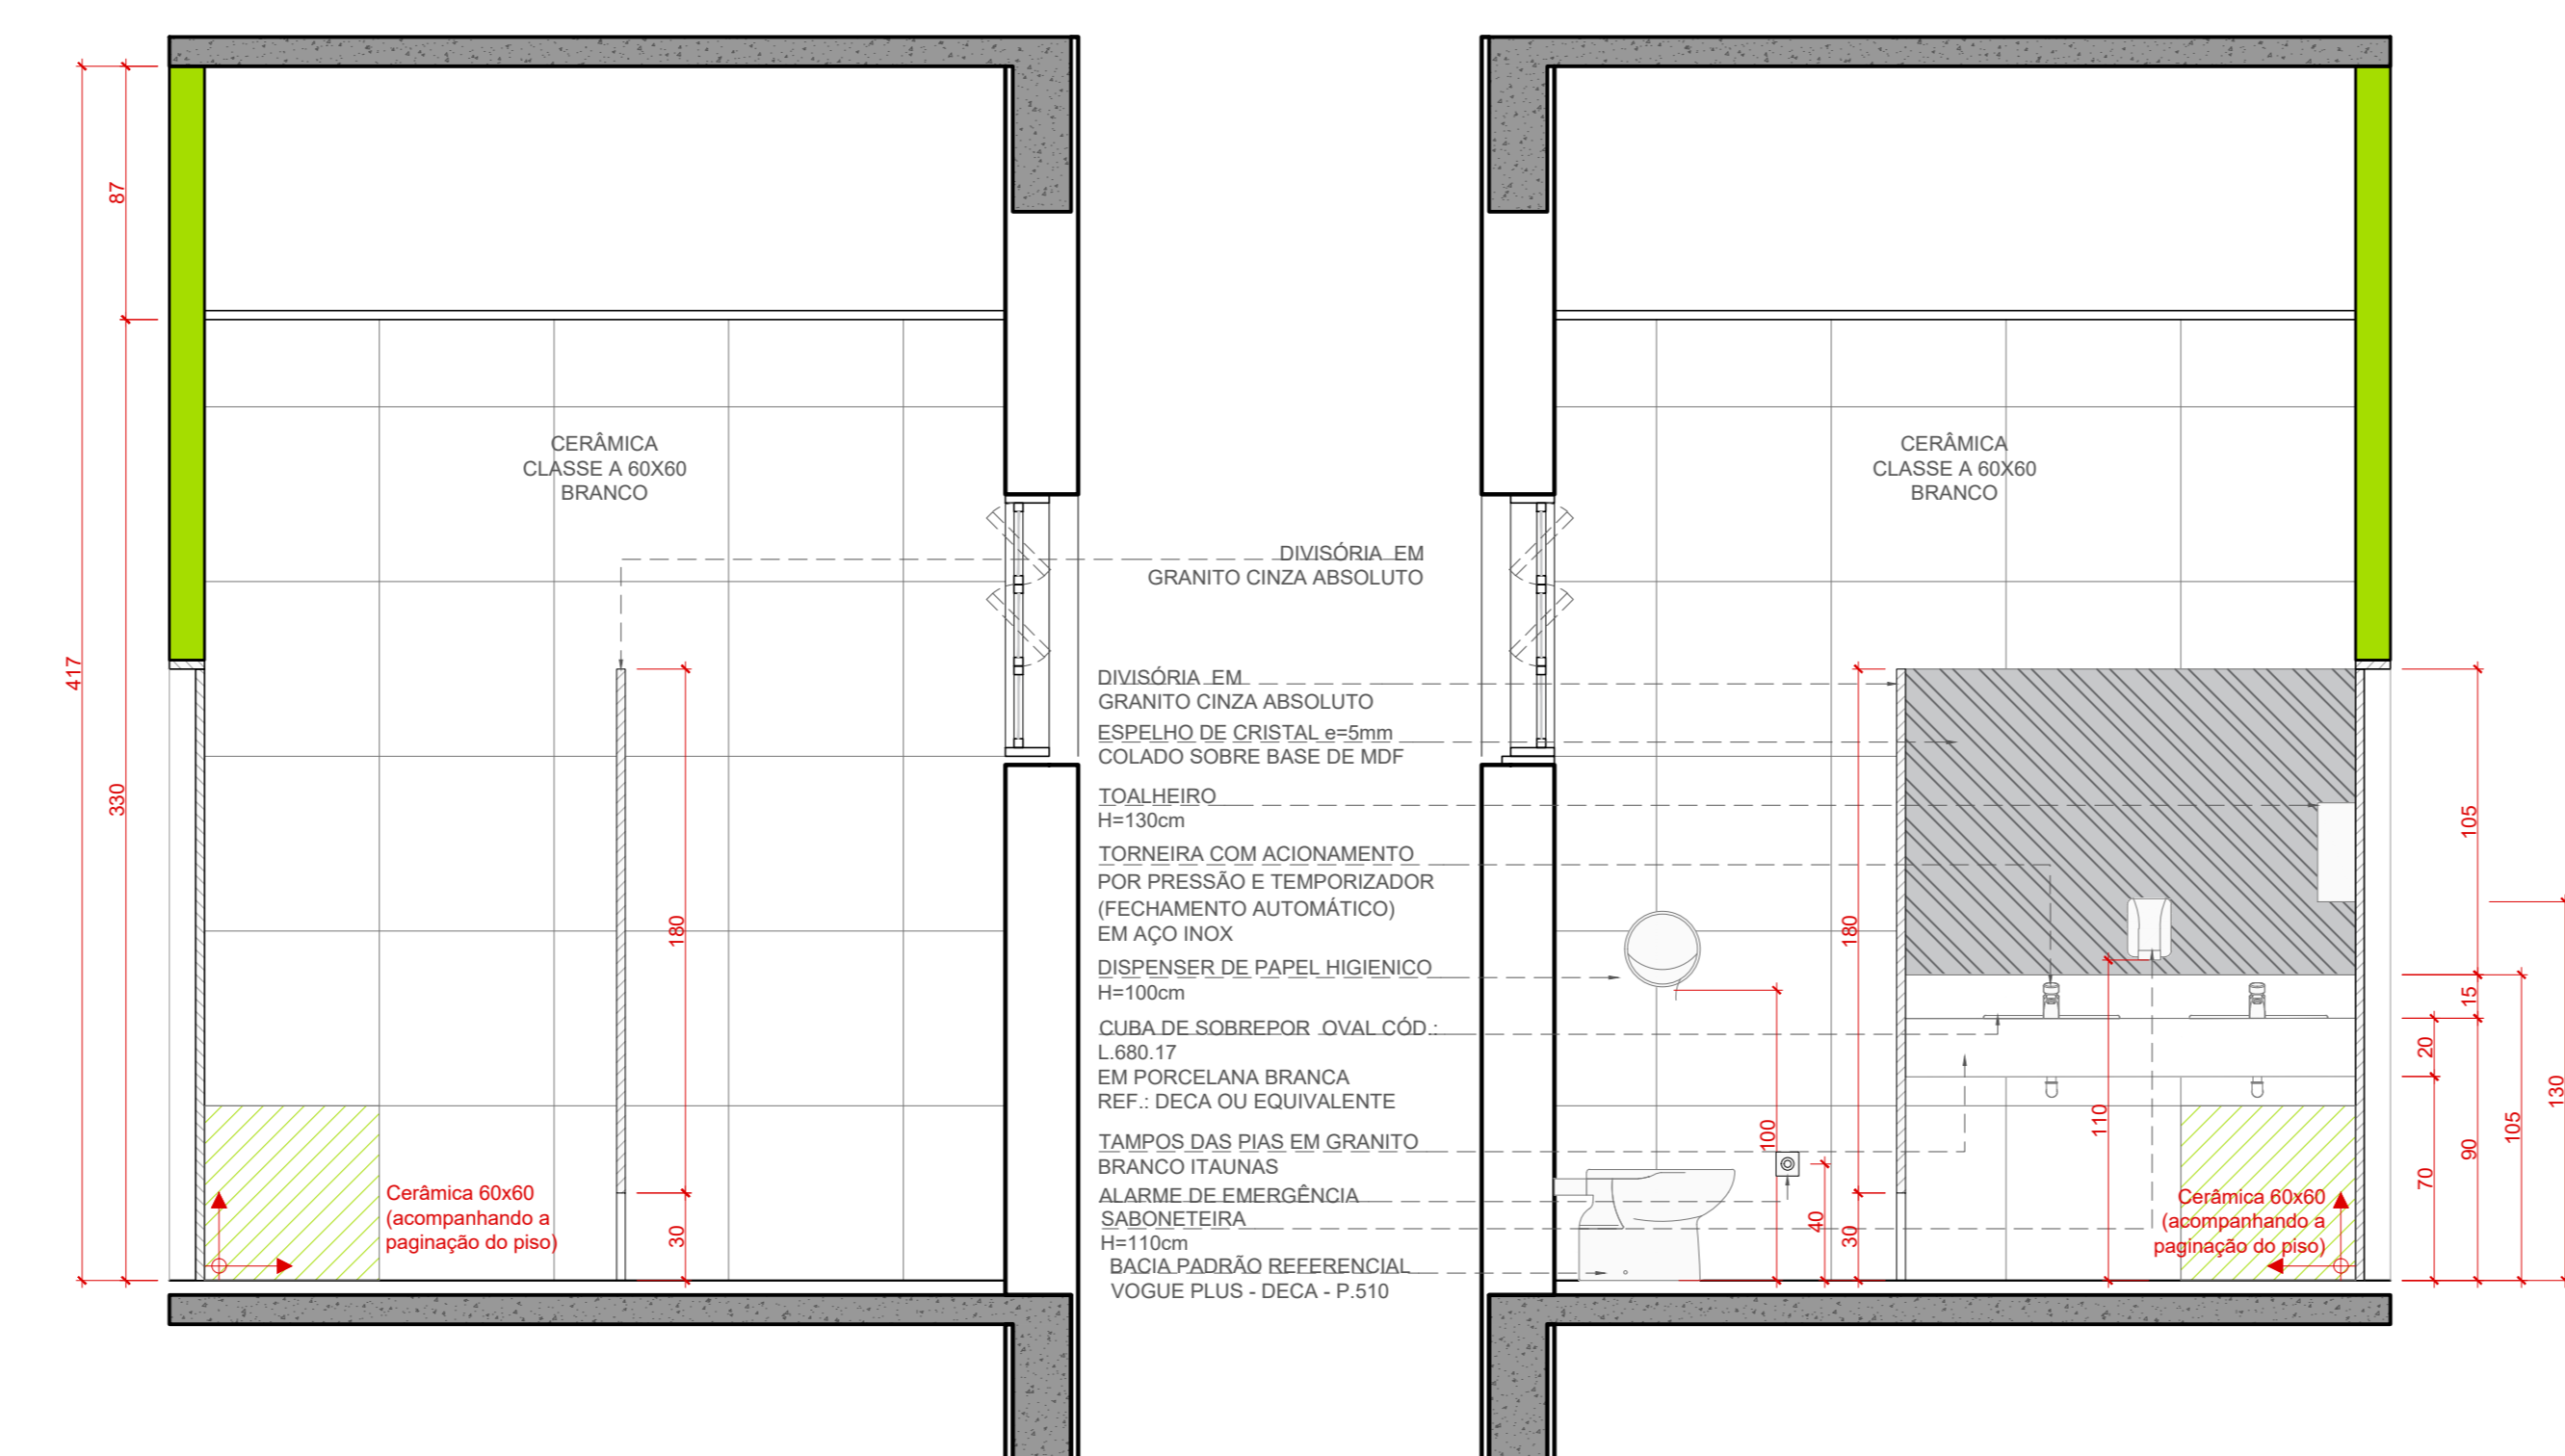 87
417
330
CERÂMICA
CLASSE A 60X60
BRANCO
180
30
Cerâmica 60x60
(acompanhando a
paginação do piso)
DIVISÓRIA EM
GRANITO CINZA ABSOLUTO
DIVISÓRIA EM
GRANITO CINZA ABSOLUTO
ESPELHO DE CRISTAL e=5mm
COLADO SOBRE BASE DE MDF
TOALHEIRO
H=130cm
TORNEIRA COM ACIONAMENTO
POR PRESSÃO E TEMPORIZADOR
(FECHAMENTO AUTOMÁTICO)
EM AÇO INOX
DISPENSER DE PAPEL HIGIENICO
H=100cm
CUBA DE SOBREPOR OVAL CÓD.:
L.680.17
EM PORCELANA BRANCA
REF.: DECA OU EQUIVALENTE
TAMPOS DAS PIAS EM GRANITO
BRANCO ITAUNAS
ALARME DE EMERGÊNCIA
SABONETEIRA
H=110cm
BACIA PADRÃO REFERENCIAL
VOGUE PLUS - DECA - P.510
CERÂMICA
CLASSE A 60X60
BRANCO
180
100
40
30
110
Cerâmica 60x60
(acompanhando a
paginação do piso)
105
15
20
70
90
105
130